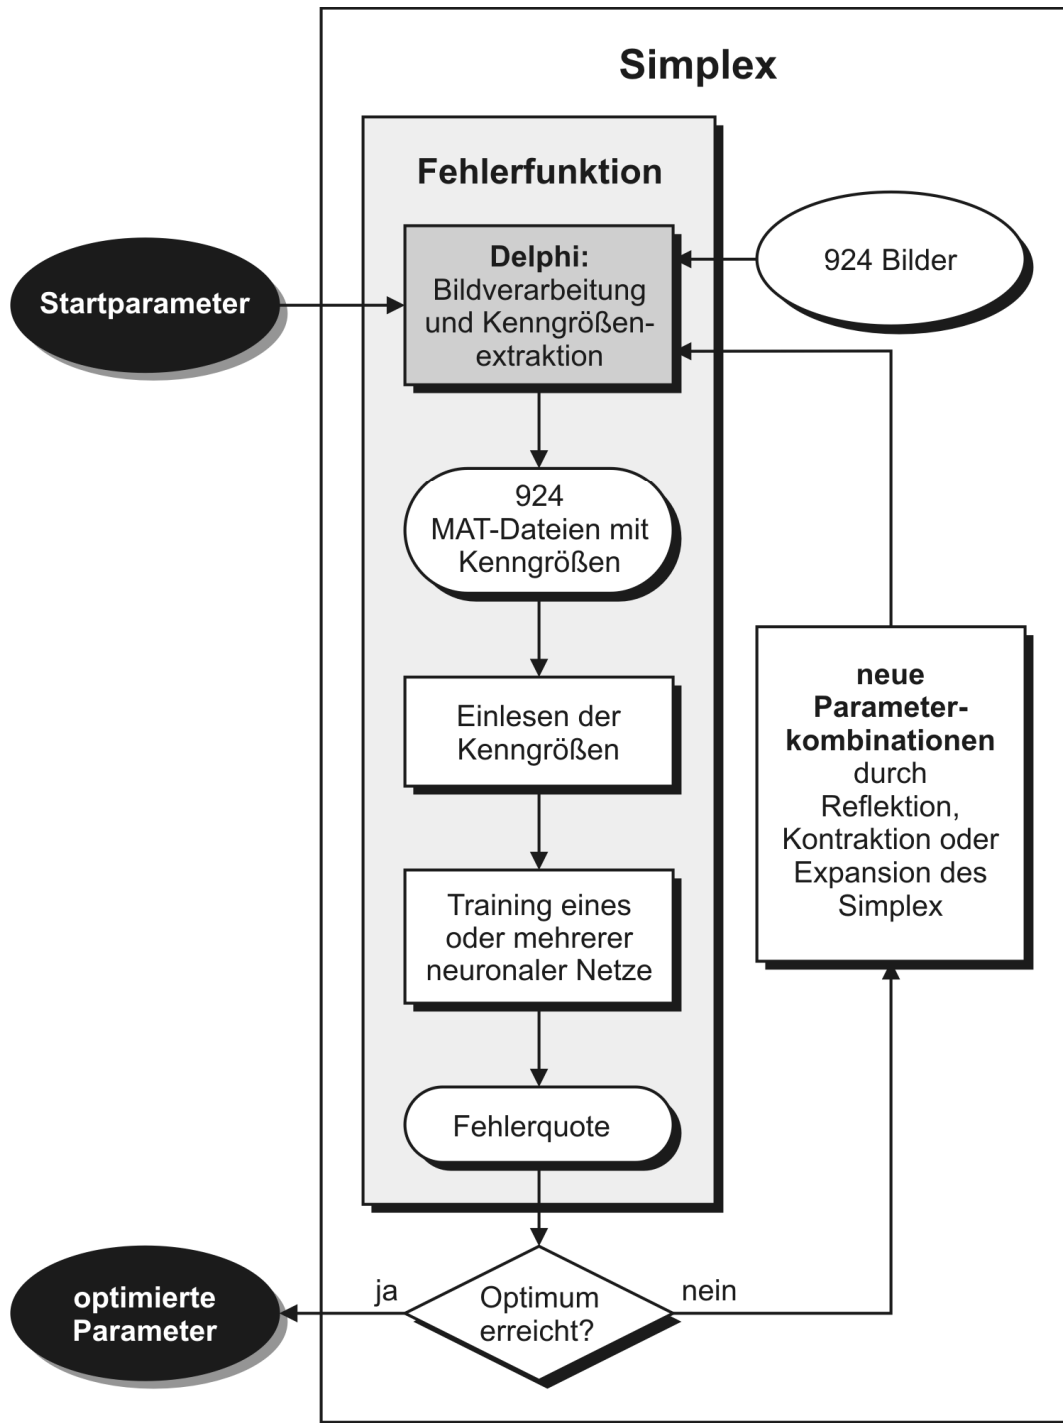 Simplex
Fehlerfunktion
Startparameter
Delphi:
Bildverarbeitung
und Kenngrößen-
extraktion
924 Bilder
924
MAT-Dateien mit
Kenngrößen
Einlesen der
Kenngrößen
Training eines
oder mehrerer
neuronaler Netze
Fehlerquote
neue
Parameter-
kombinationen
durch
Reflektion,
Kontraktion oder
Expansion des
Simplex
Optimum
erreicht?
ja
nein
optimierte
Parameter